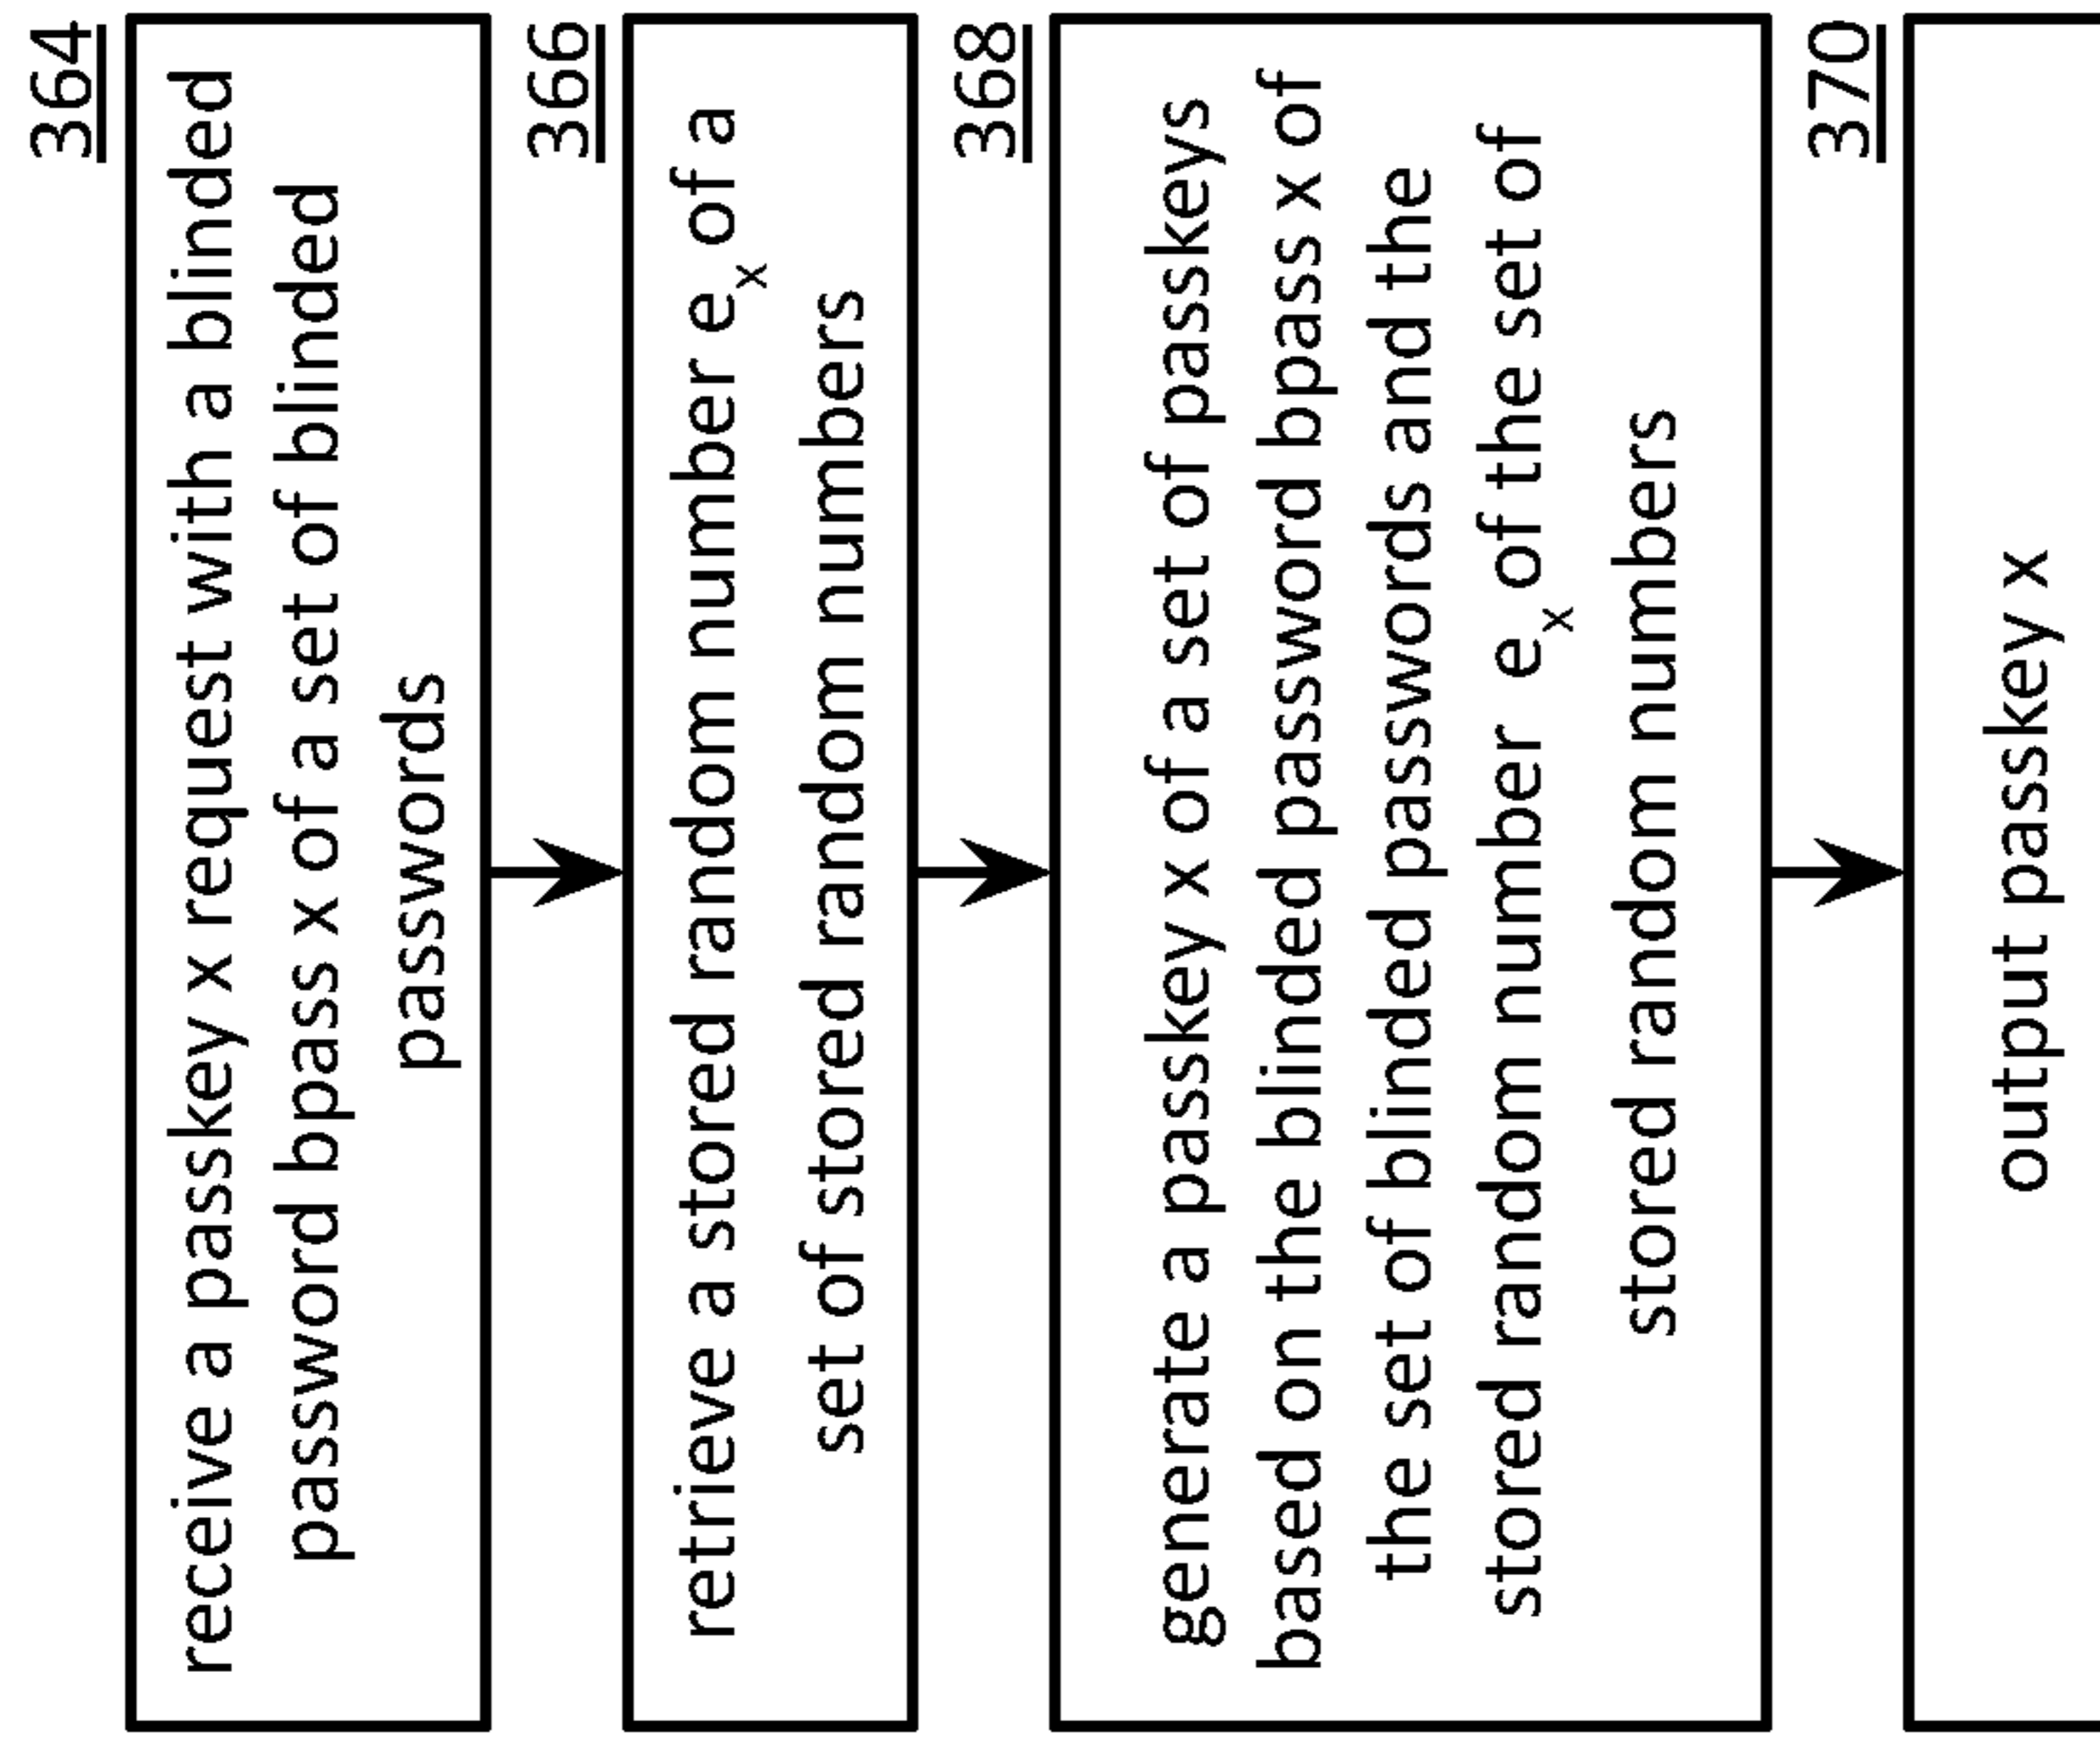 364
receive a passkey x request with a blinded
password bpass x of a set of blinded
passwords
366
retrieve a stored random number eₓ of a
set of stored random numbers
368
generate a passkey x of a set of passkeys
based on the blinded password bpass x of
the set of blinded passwords and the
stored random number eₓ of the set of
stored random numbers
370
output passkey x